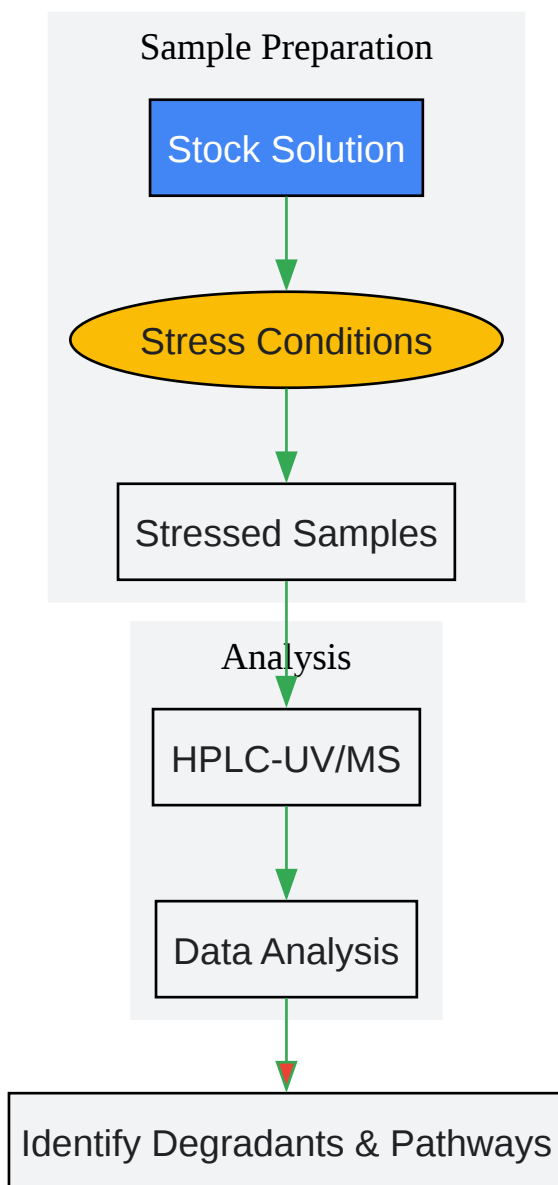 Sample Preparation
Stock Solution
Stress Conditions
Stressed Samples
Analysis
HPLC-UV/MS
Data Analysis
Identify Degradants & Pathways